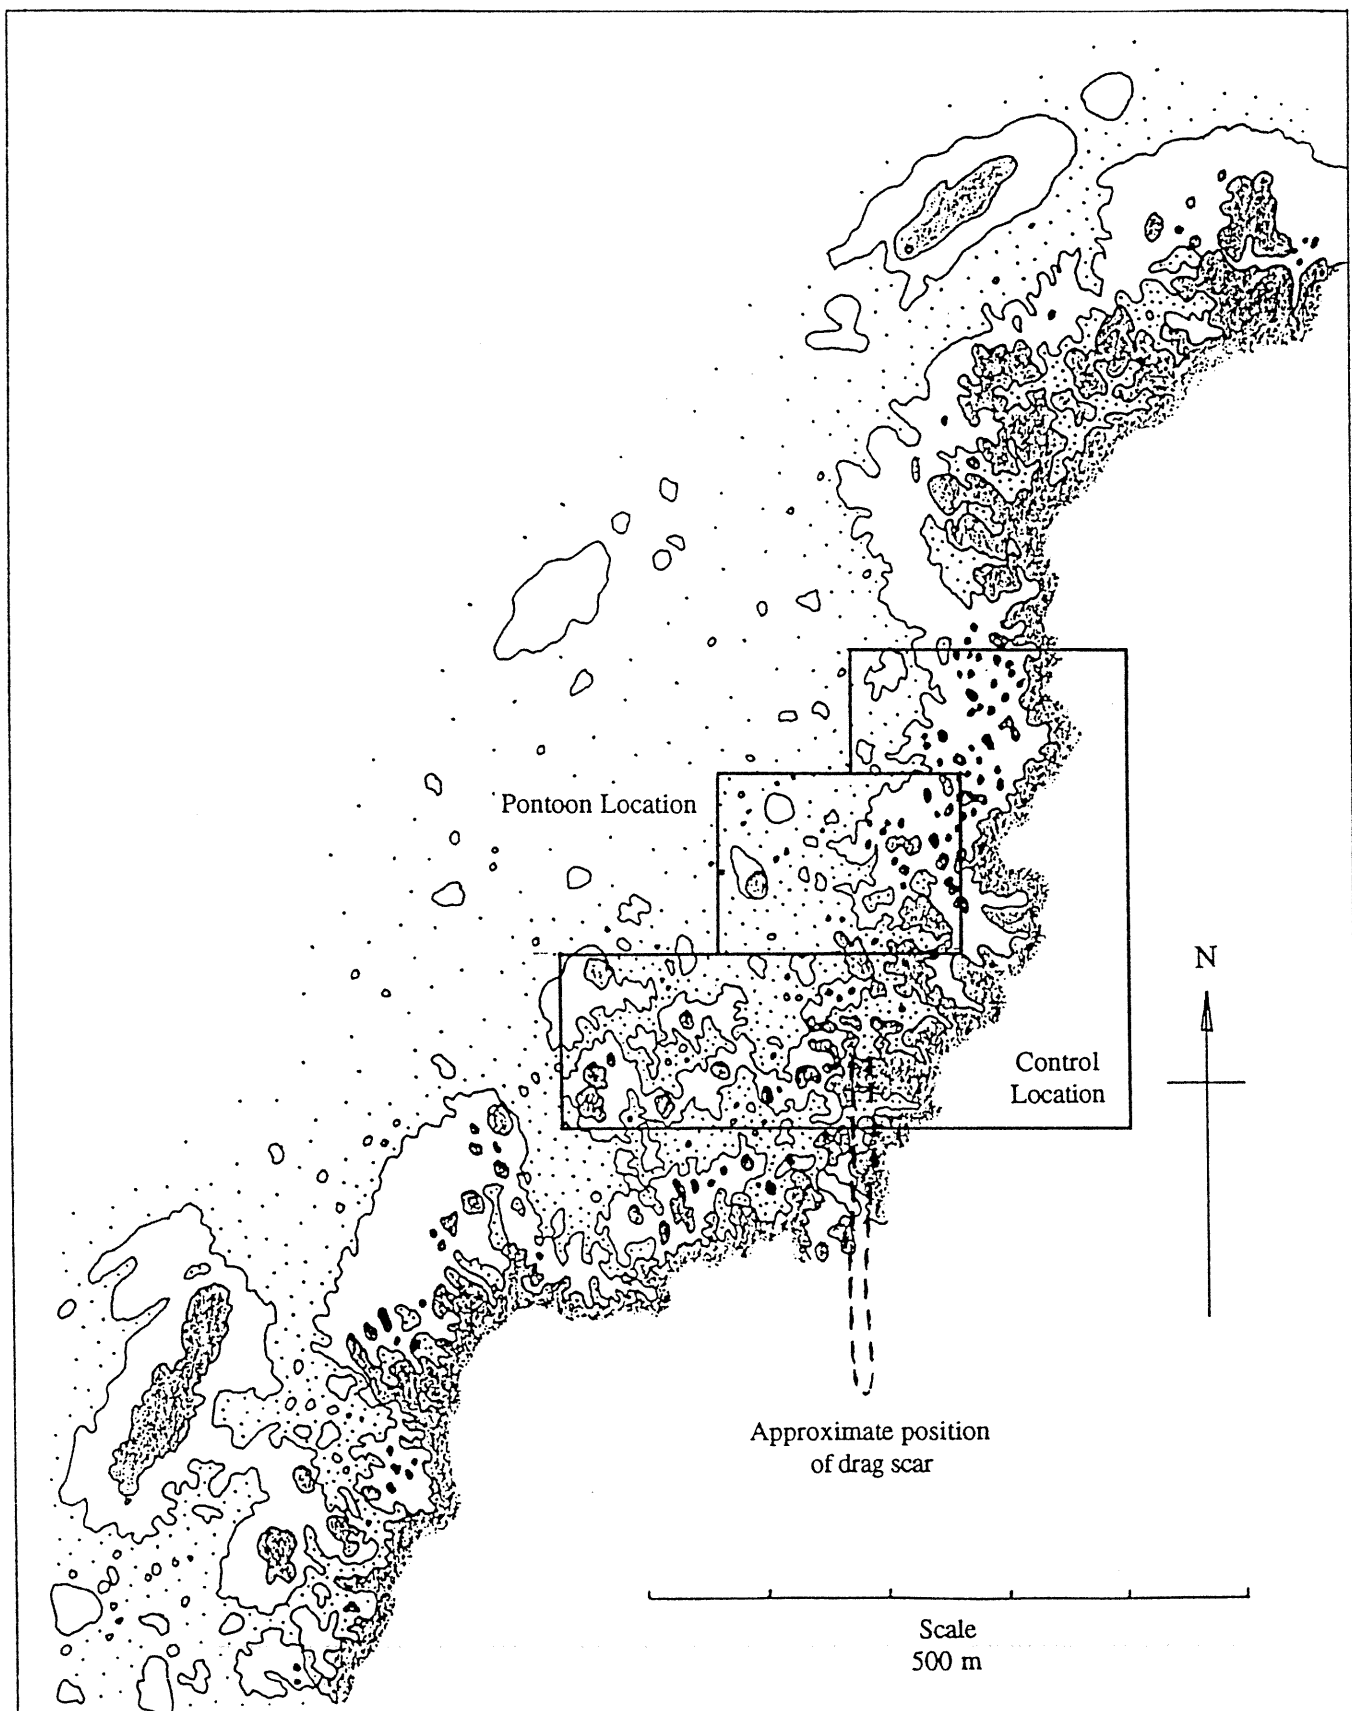 Pontoon Location
N
Control
Location
Approximate position
of drag scar
Scale
500 m